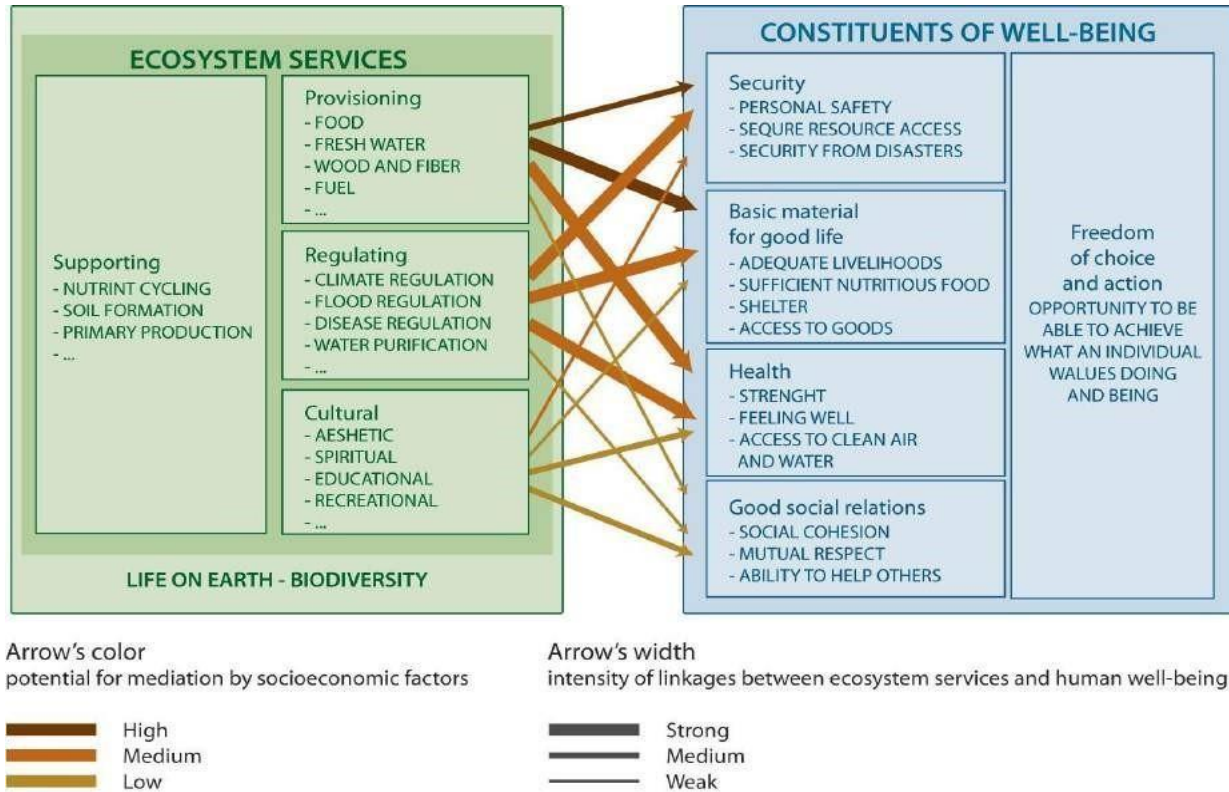 ECOSYSTEM SERVICES
Supporting
- NUTRINT CYCLING
- SOIL FORMATION
- PRIMARY PRODUCTION
- ...
Provisioning
- FOOD
- FRESH WATER
- WOOD AND FIBER
- FUEL
- ...
Regulating
- CLIMATE REGULATION
- FLOOD REGULATION
- DISEASE REGULATION
- WATER PURIFICATION
- ...
Cultural
- AESHETIC
- SPIRITUAL
- EDUCATIONAL
- RECREATIONAL
- ...
LIFE ON EARTH - BIODIVERSITY
CONSTITUENTS OF WELL-BEING
Security
- PERSONAL SAFETY
- SEQURE RESOURCE ACCESS
- SECURITY FROM DISASTERS
Basic material
for good life
- ADEQUATE LIVELIHOODS
- SUFFICIENT NUTRITIOUS FOOD
- SHELTER
- ACCESS TO GOODS
Health
- STRENGHT
- FEELING WELL
- ACCESS TO CLEAN AIR
AND WATER
Good social relations
- SOCIAL COHESION
- MUTUAL RESPECT
- ABILITY TO HELP OTHERS
Freedom
of choice
and action
OPPORTUNITY TO BE
ABLE TO ACHIEVE
WHAT AN INDIVIDUAL
WALUES DOING
AND BEING
Arrow's color
potential for mediation by socioeconomic factors
High
Medium
Low
Arrow's width
intensity of linkages between ecosystem services and human well-being
Strong
Medium
Weak